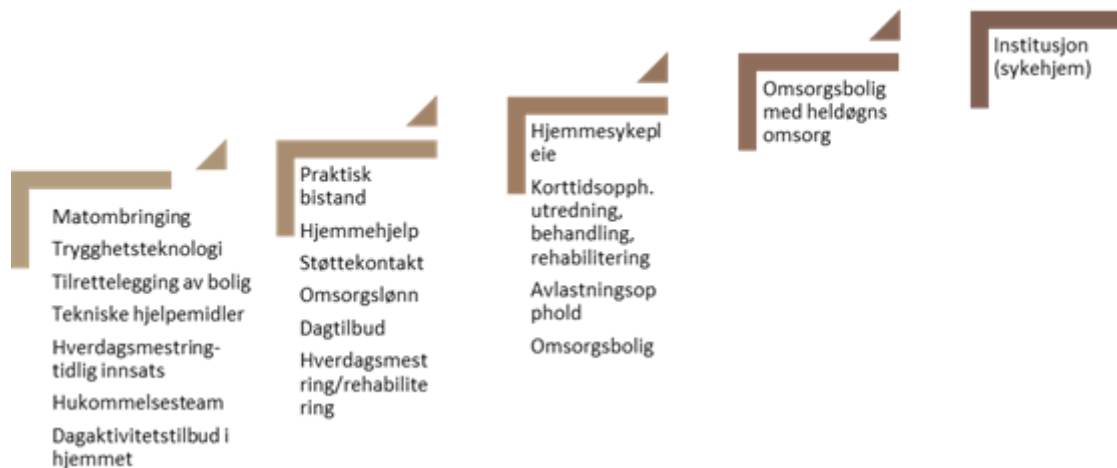 Matombringing
Trygghetsteknologi
Tilrettelegging av bolig
Tekniske hjelpemidler
Hverdagsmestring-
tidlig innsats
Hukommelsesteam
Dagaktivitetstilbud i
hjemmet
Praktisk
bistand
Hjemmehjelp
Støttekontakt
Omsorgslønn
Dagtilbud
Hverdagsmest
ring/rehabilite
ring
Hjemmesykepl
eie
Korttidsopph.
utredning,
behandling,
rehabilitering
Avlastningsop
phold
Omsorgsbolig
Omsorgsbolig
med heldøgns
omsorg
Institusjon
(sykehjem)